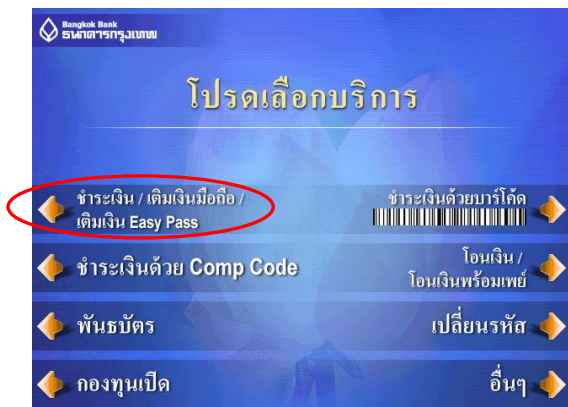 Bangkok Bank
ธนาคารกรุงเทพ
โปรดเลือกบริการ
ชำระเงิน / เติมเงินมือถือ /
เติมเงิน Easy Pass
ชำระเงินด้วยบาร์โค้ด
ชำระเงินด้วย Comp Code
โอนเงิน /
โอนเงินพร้อมเพย์
พันธบัตร
เปลี่ยนรหัส
กองทุนเปิด
อื่นๆ